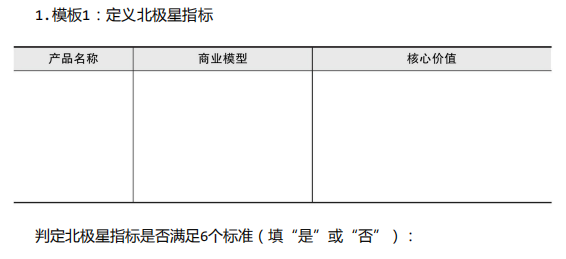 1.模板1：定义北极星指标
产品名称 商业模型 核心价值
判定北极星指标是否满足6个标准（填“是”或“否”）：